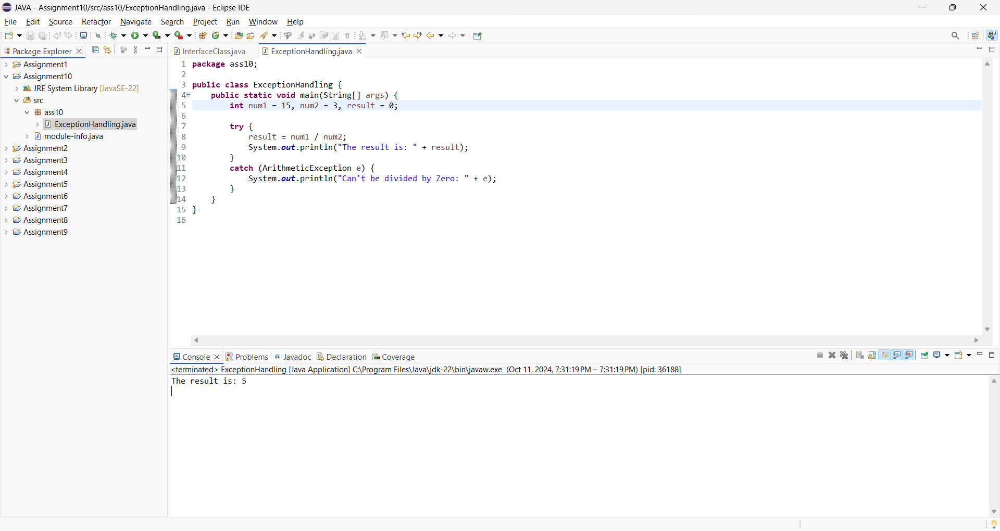 JAVA - Assignment10/src/ass10/ExceptionHandling.java - Eclipse IDE
File Edit Source Refactor Navigate Search Project Run Window Help
Package Explorer
InterfaceClass.java
ExceptionHandling.java
Assignment1
Assignment10
JRE System Library [JavaSE-22]
src
ass10
ExceptionHandling.java
module-info.java
Assignment2
Assignment3
Assignment4
Assignment5
Assignment6
Assignment7
Assignment8
Assignment9
1 package ass10;
2
3 public class ExceptionHandling {
4     public static void main(String[] args) {
5         int num1 = 15, num2 = 3, result = 0;
6
7         try {
8             result = num1 / num2;
9             System.out.println("The result is: " + result);
10         }
11         catch (ArithmeticException e) {
12             System.out.println("Can't be divided by Zero: " + e);
13         }
14     }
15 }
16
Console Problems @ Javadoc Declaration Coverage
<terminated> ExceptionHandling [Java Application] C:\Program Files\Java\jdk-22\bin\javaw.exe (Oct 11, 2024, 7:31:19 PM – 7:31:19 PM) [pid: 36188]
The result is: 5